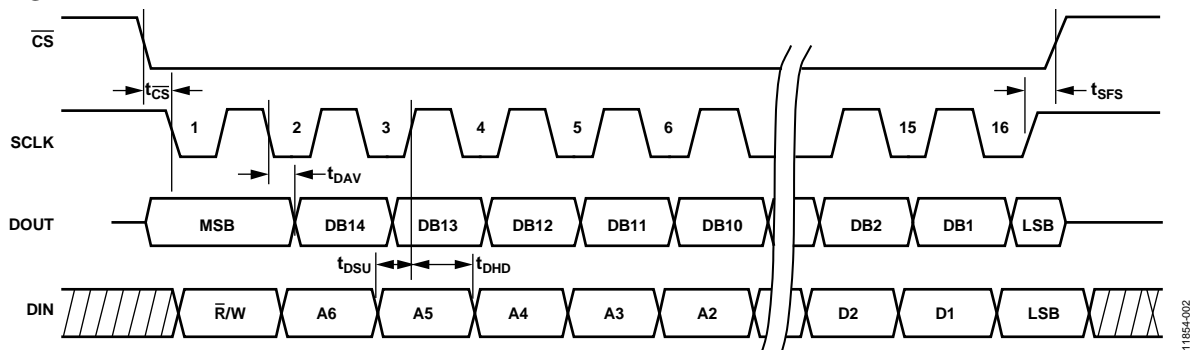 CS
tCS
tSFS
SCLK
1 2 3 4 5 6 15 16
tDAV
DOUT
MSB DB14 DB13 DB12 DB11 DB10 DB2 DB1 LSB
tDSU tDHD
DIN
R/W A6 A5 A4 A3 A2 D2 D1 LSB
11854-002